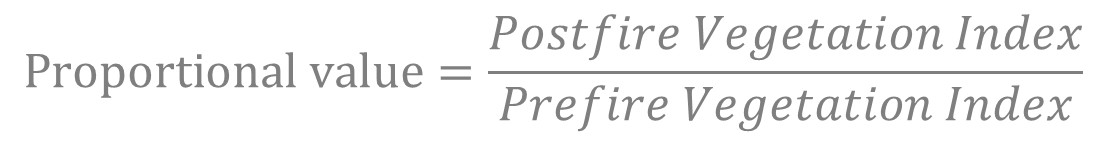 Proportional value = Postfire Vegetation Index
Prefire Vegetation Index